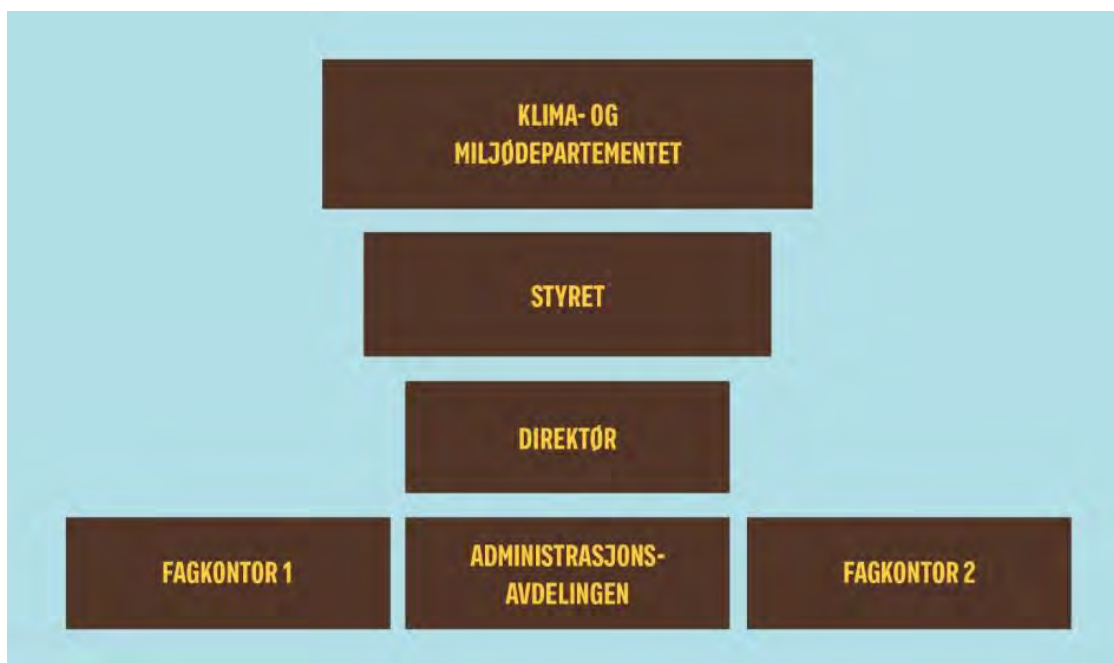 KLIMA- OG
MILJØDEPARTEMENTET
STYRET
DIREKTØR
FAGKONTOR 1
ADMINISTRASJONS-
AVDELINGEN
FAGKONTOR 2